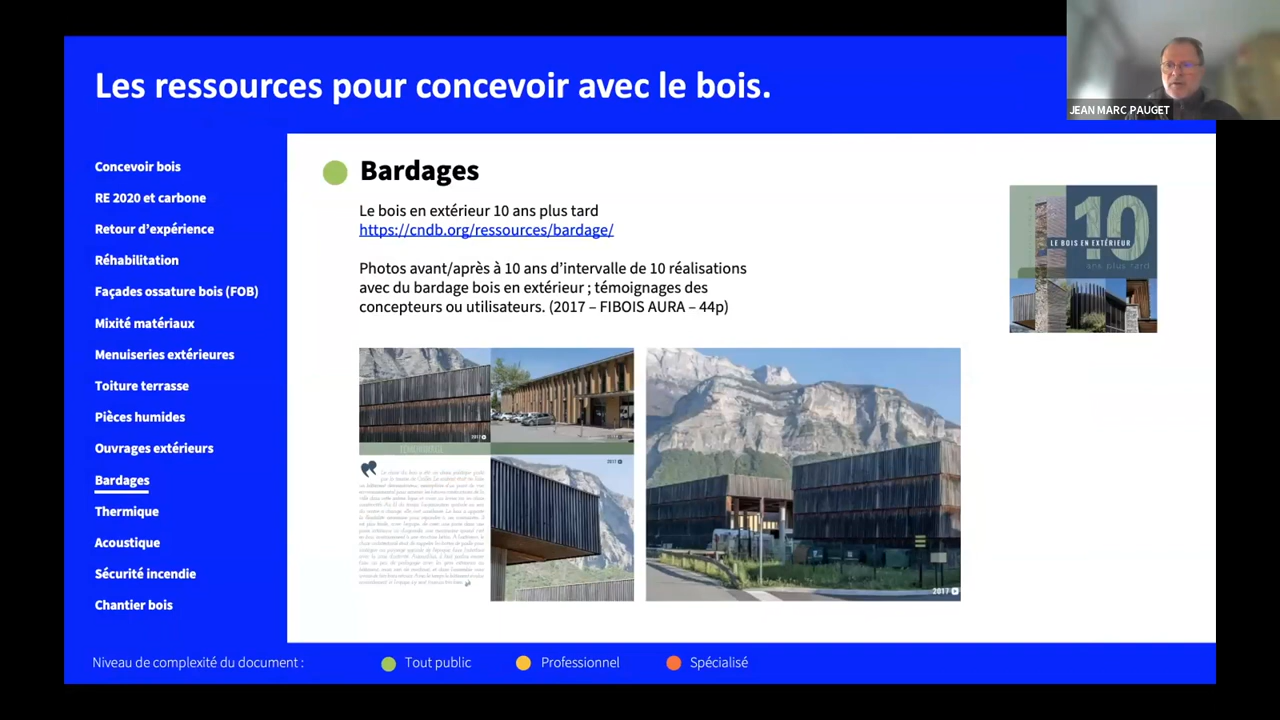 Les ressources pour concevoir avec le bois.
JEAN MARC PAUGET
Concevoir bois
RE 2020 et carbone
Retour d’expérience
Réhabilitation
Façades ossature bois (FOB)
Mixité matériaux
Menuiseries extérieures
Toiture terrasse
Pièces humides
Ouvrages extérieurs
Bardages
Thermique
Acoustique
Sécurité incendie
Chantier bois
Bardages
Le bois en extérieur 10 ans plus tard
https://cndb.org/ressources/bardage/
Photos avant/après à 10 ans d’intervalle de 10 réalisations
avec du bardage bois en extérieur ; témoignages des
concepteurs ou utilisateurs. (2017 – FIBOIS AURA – 44p)
10
LE BOIS EN EXTÉRIEUR
ans plus tard
2017
2017
2017
TÉMOIGNAGE
2017
Niveau de complexité du document :
Tout public
Professionnel
Spécialisé